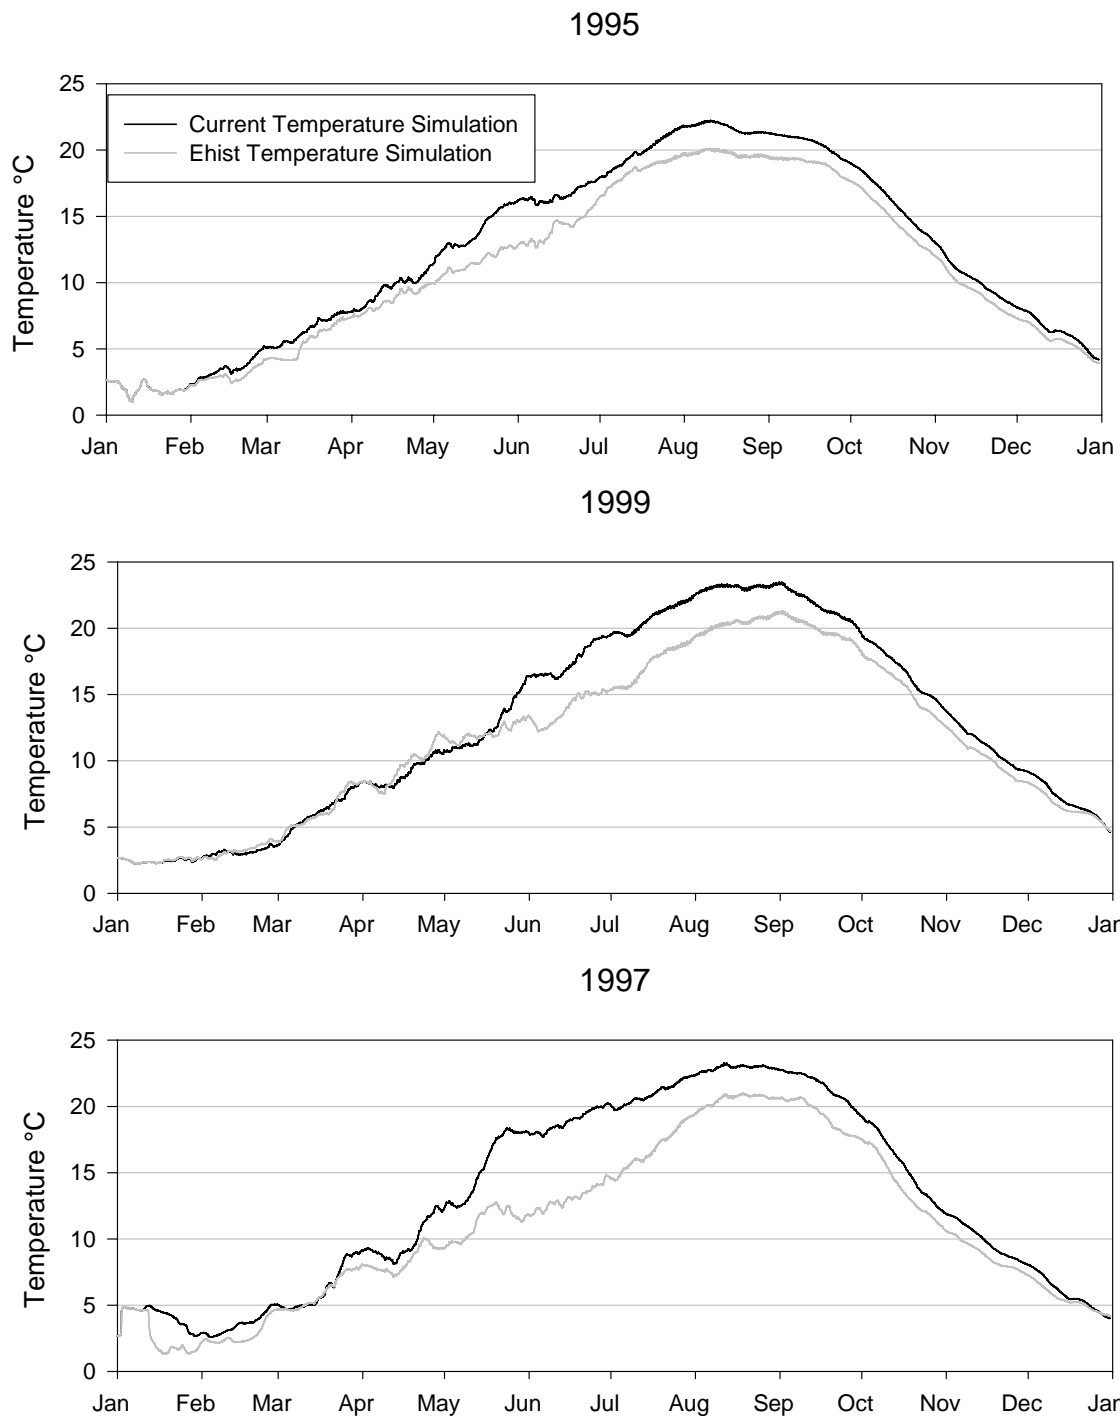 1995
25
20
15
10
5
0
Temperature °C
Current Temperature Simulation
Ehist Temperature Simulation
Jan Feb Mar Apr May Jun Jul Aug Sep Oct Nov Dec Jan
1999
25
20
15
10
5
0
Temperature °C
Jan Feb Mar Apr May Jun Jul Aug Sep Oct Nov Dec Jan
1997
25
20
15
10
5
0
Temperature °C
Jan Feb Mar Apr May Jun Jul Aug Sep Oct Nov Dec Jan